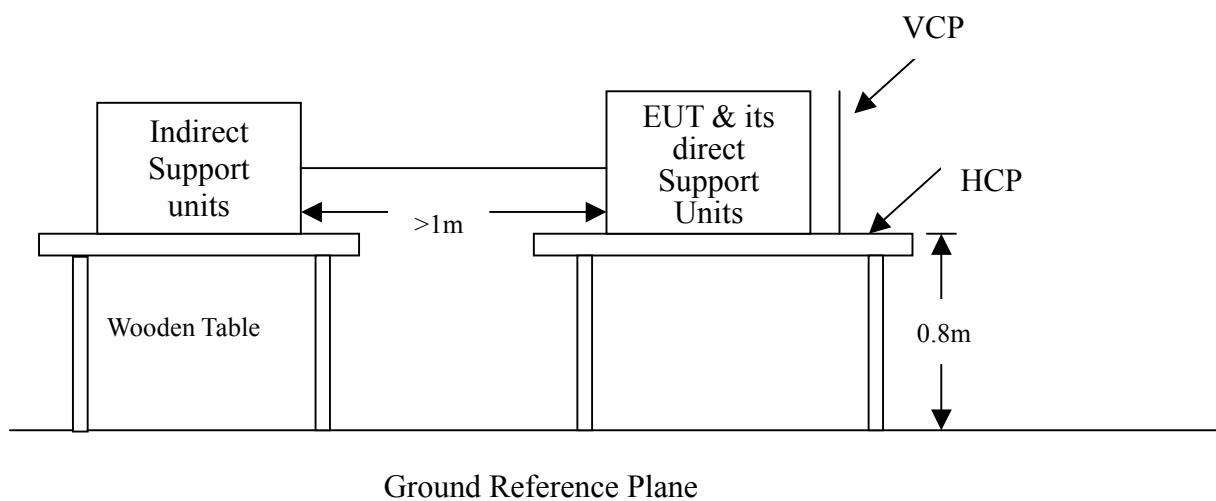 VCP
Indirect
Support
units
EUT & its
direct
Support
Units
HCP
>1m
Wooden Table
0.8m
Ground Reference Plane